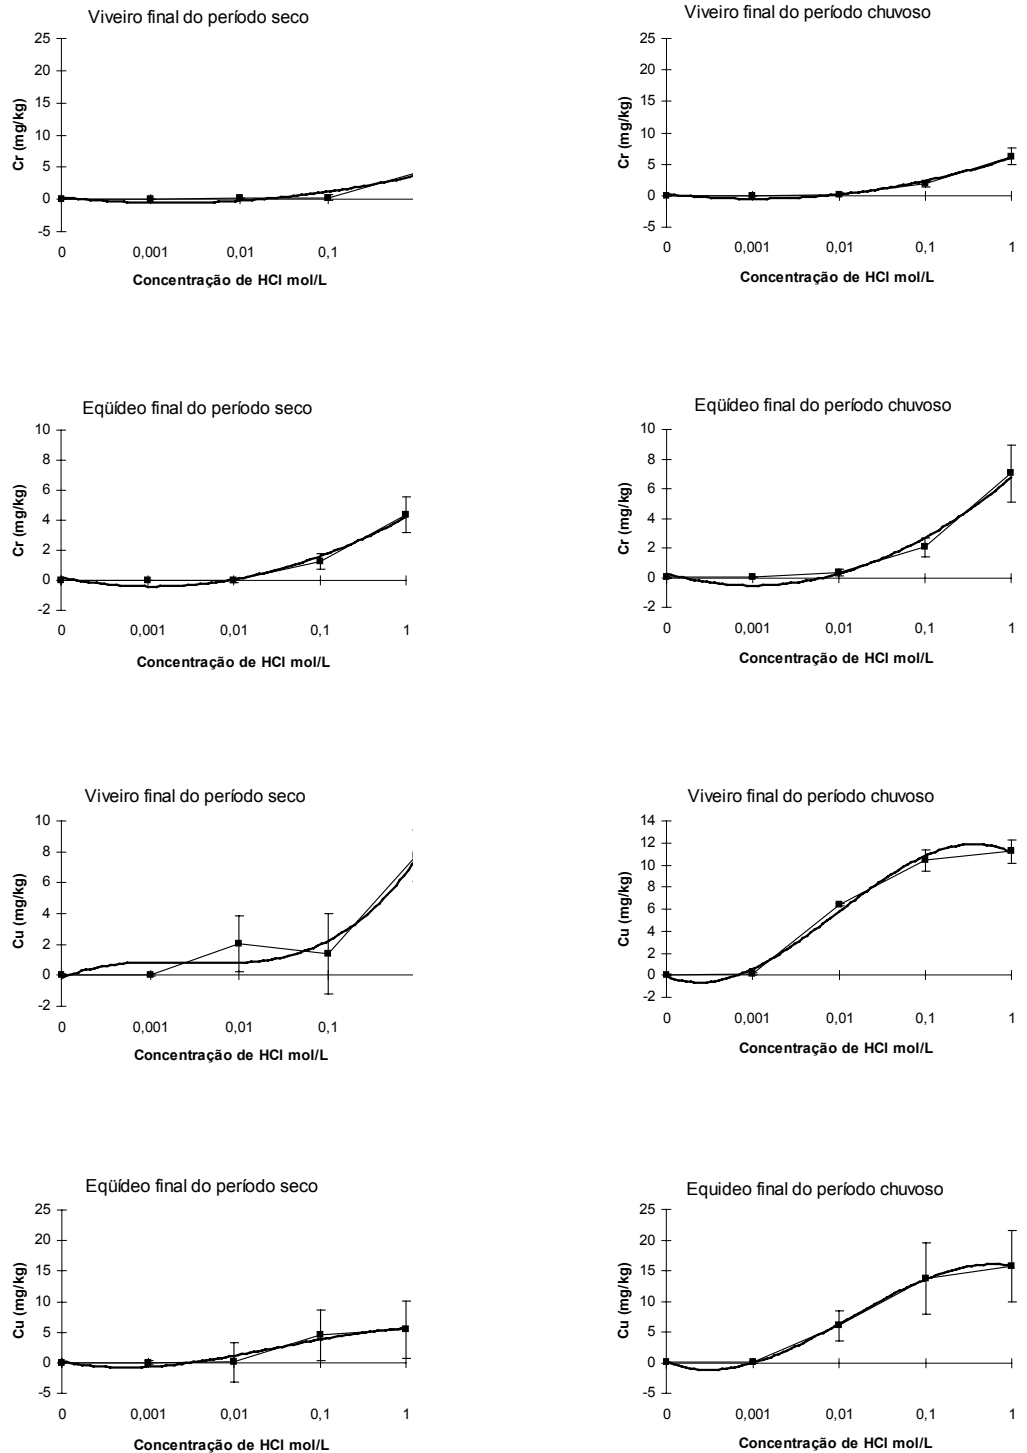 Viveiro final do período seco
25
20
15
10
5
0
-5
Cr (mg/kg)
0 0,001 0,01 0,1
Concentração de HCl mol/L
Viveiro final do período chuvoso
25
20
15
10
5
0
-5
Cr (mg/kg)
0 0,001 0,01 0,1 1
Concentração de HCl mol/L
Eqüídeo final do período seco
10
8
6
4
2
0
-2
Cr (mg/kg)
0 0,001 0,01 0,1 1
Concentração de HCl mol/L
Eqüídeo final do período chuvoso
10
8
6
4
2
0
-2
Cr (mg/kg)
0 0,001 0,01 0,1 1
Concentração de HCl mol/L
Viveiro final do período seco
10
8
6
4
2
0
-2
Cu (mg/kg)
0 0,001 0,01 0,1
Concentração de HCl mol/L
Viveiro final do período chuvoso
14
12
10
8
6
4
2
0
-2
Cu (mg/kg)
0 0,001 0,01 0,1 1
Concentração de HCl mol/L
Eqüídeo final do período seco
25
20
15
10
5
0
-5
Cu (mg/kg)
0 0,001 0,01 0,1 1
Concentração de HCl mol/L
Equideo final do período chuvoso
25
20
15
10
5
0
-5
Cu (mg/kg)
0 0,001 0,01 0,1 1
Concentração de HCl mol/L